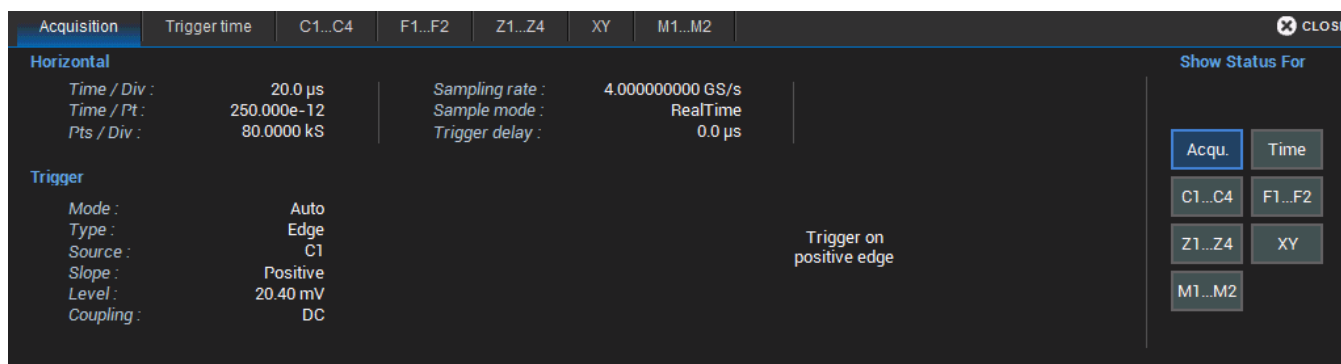 Acquisition Trigger time C1...C4 F1...F2 Z1...Z4 XY M1...M2 CLOS
Horizontal Show Status For
Time / Div : 20.0 µs Sampling rate : 4.000000000 GS/s
Time / Pt : 250.000e-12 Sample mode : RealTime
Pts / Div : 80.0000 kS Trigger delay : 0.0 µs
Acqu. Time
Trigger
C1...C4 F1...F2
Mode : Auto
Type : Edge
Source : C1
Slope : Positive
Level : 20.40 mV
Coupling : DC
Trigger on
positive edge
Z1...Z4 XY
M1...M2